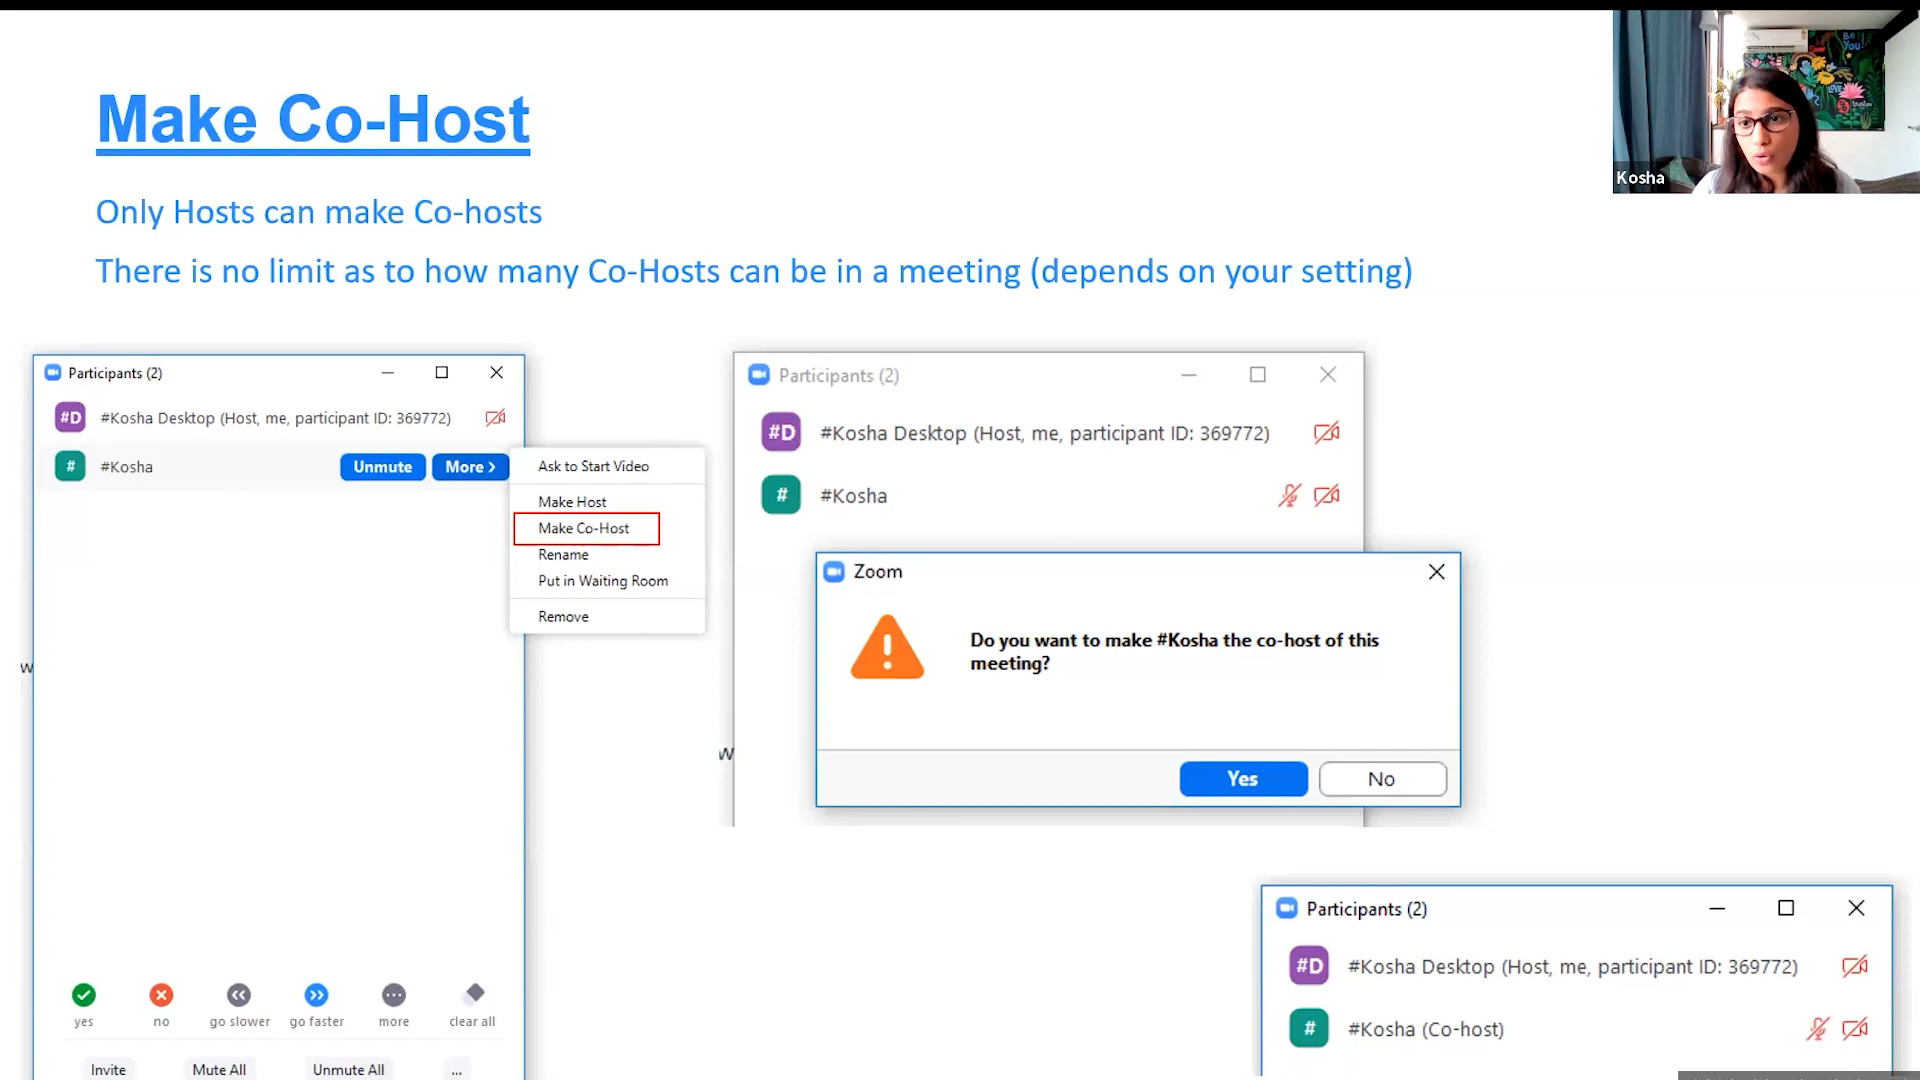 Make Co-Host
Only Hosts can make Co-hosts
There is no limit as to how many Co-Hosts can be in a meeting (depends on your setting)
Be
You!
LOVE
Kosha
Participants (2)
#D #Kosha Desktop (Host, me, participant ID: 369772)
# #Kosha Unmute More >
Ask to Start Video
Make Host
Make Co-Host
Rename
Put in Waiting Room
Remove
w
yes no go slower go faster more clear all
Invite Mute All Unmute All ...
Participants (2)
#D #Kosha Desktop (Host, me, participant ID: 369772)
# #Kosha
w
Zoom
Do you want to make #Kosha the co-host of this
meeting?
Yes No
Participants (2)
#D #Kosha Desktop (Host, me, participant ID: 369772)
# #Kosha (Co-host)